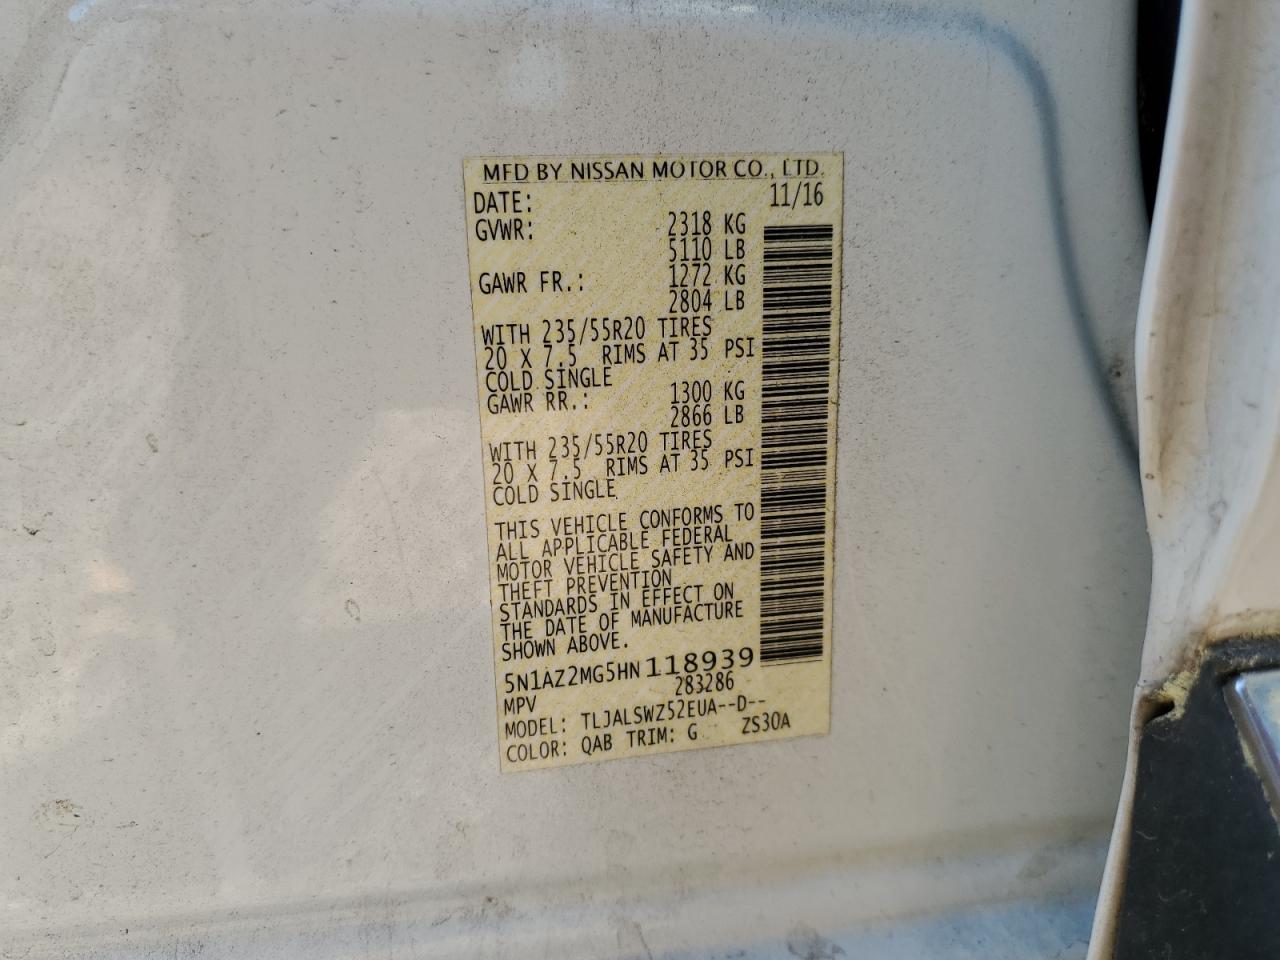 MFD BY NISSAN MOTOR CO., LTD.
DATE: 11/16
GVWR: 2318 KG
5110 LB
GAWR FR.: 1272 KG
2804 LB
WITH 235/55R20 TIRES
20 X 7.5 RIMS AT 35 PSI
COLD SINGLE
GAWR RR.: 1300 KG
2866 LB
WITH 235/55R20 TIRES
20 X 7.5 RIMS AT 35 PSI
COLD SINGLE
THIS VEHICLE CONFORMS TO
ALL APPLICABLE FEDERAL
MOTOR VEHICLE SAFETY AND
THEFT PREVENTION
STANDARDS IN EFFECT ON
THE DATE OF MANUFACTURE
SHOWN ABOVE.
5N1AZ2MG5HN118939
MPV 283286
MODEL: TLJALSWZ52EUA--D--
COLOR: QAB TRIM: G ZS30A